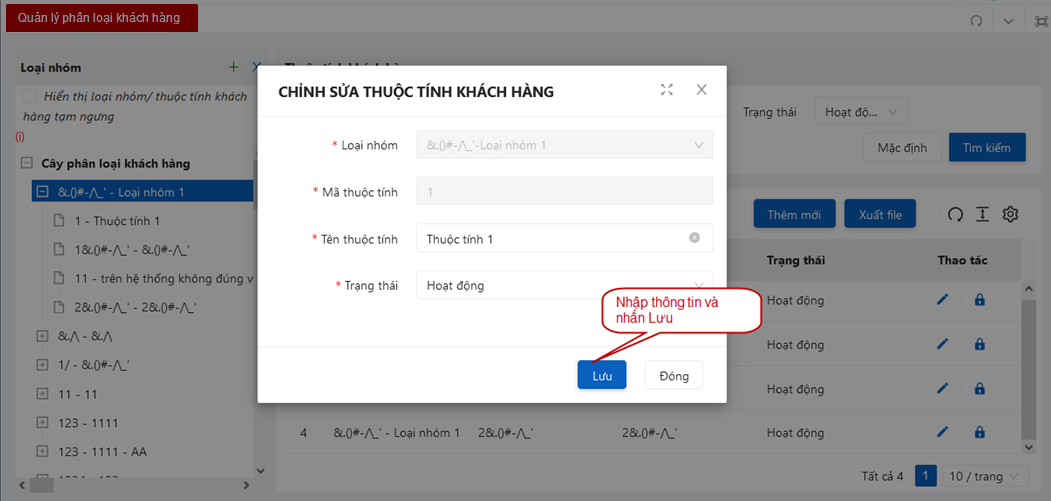 Quản lý phân loại khách hàng
Loại nhóm
Hiển thị loại nhóm/ thuộc tính khách
hàng tạm ngưng
(i)
Cây phân loại khách hàng
&.()#-/\_' - Loại nhóm 1
1 - Thuộc tính 1
1&.()#-/\_' - &.()#-/\_'
11 - trên hệ thống không đúng v
2&.()#-/\_' - 2&.()#-/\_'
&./\ - &./\
1/ - &.()#-/\_'
11 - 11
123 - 1111
123 - 1111 - AA
CHỈNH SỬA THUỘC TÍNH KHÁCH HÀNG
* Loại nhóm
&.()#-/\_'-Loại nhóm 1
* Mã thuộc tính
1
* Tên thuộc tính
Thuộc tính 1
* Trạng thái
Hoạt động
Nhập thông tin và
nhấn Lưu
Lưu
Đóng
Trạng thái
Hoạt độ...
Mặc định
Tìm kiếm
Thêm mới
Xuất file
Trạng thái
Thao tác
Hoạt động
Hoạt động
Hoạt động
4 &.()#-/\_' - Loại nhóm 1 2&.()#-/\_' 2&.()#-/\_' Hoạt động
Tất cả 4 1 10 / trang